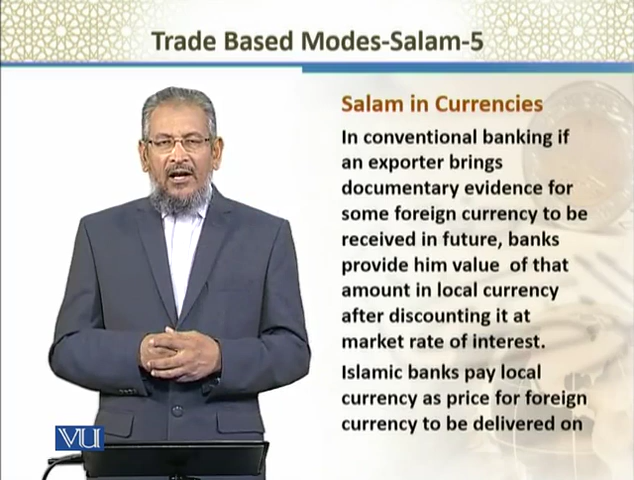 Trade Based Modes-Salam-5
Salam in Currencies
In conventional banking if
an exporter brings
documentary evidence for
some foreign currency to be
received in future, banks
provide him value of that
amount in local currency
after discounting it at
market rate of interest.
Islamic banks pay local
currency as price for foreign
currency to be delivered on
VU